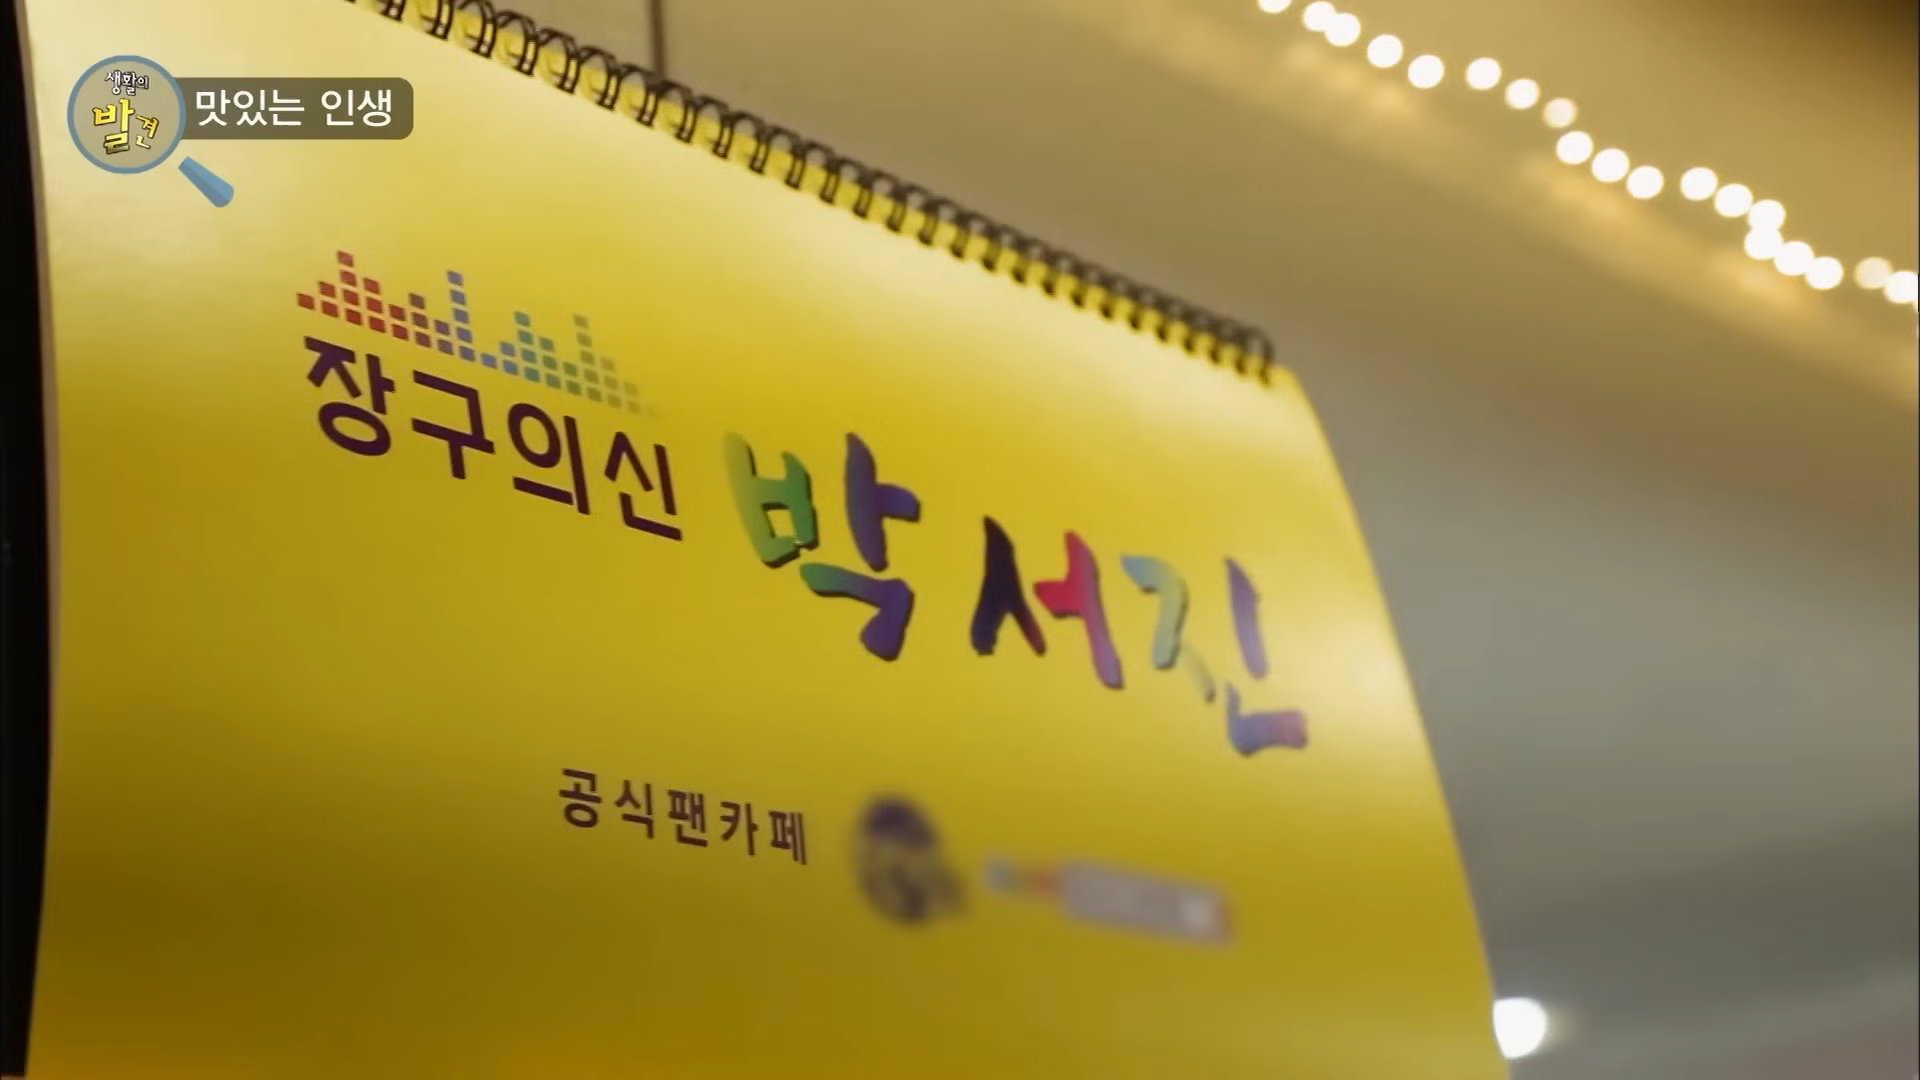 생활의
발견
맛있는 인생
장구의신 박서진
공식팬카페